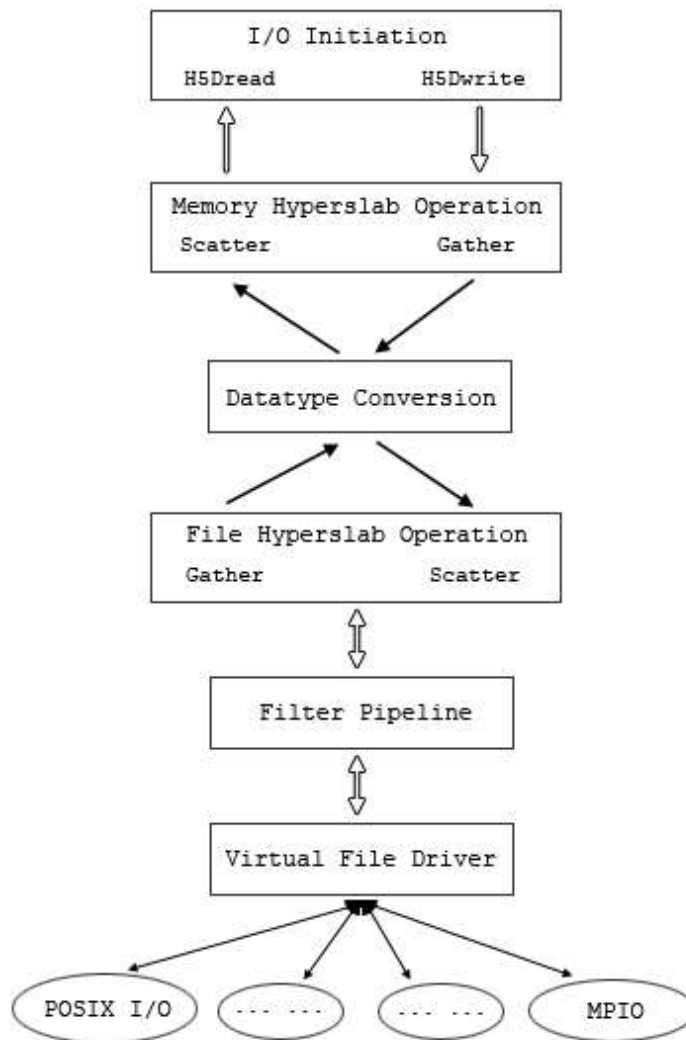 I/O Initiation
H5Dread H5Dwrite
Memory Hyperslab Operation
Scatter Gather
Datatype Conversion
File Hyperslab Operation
Gather Scatter
Filter Pipeline
Virtual File Driver
POSIX I/O --- --- --- --- MPIO